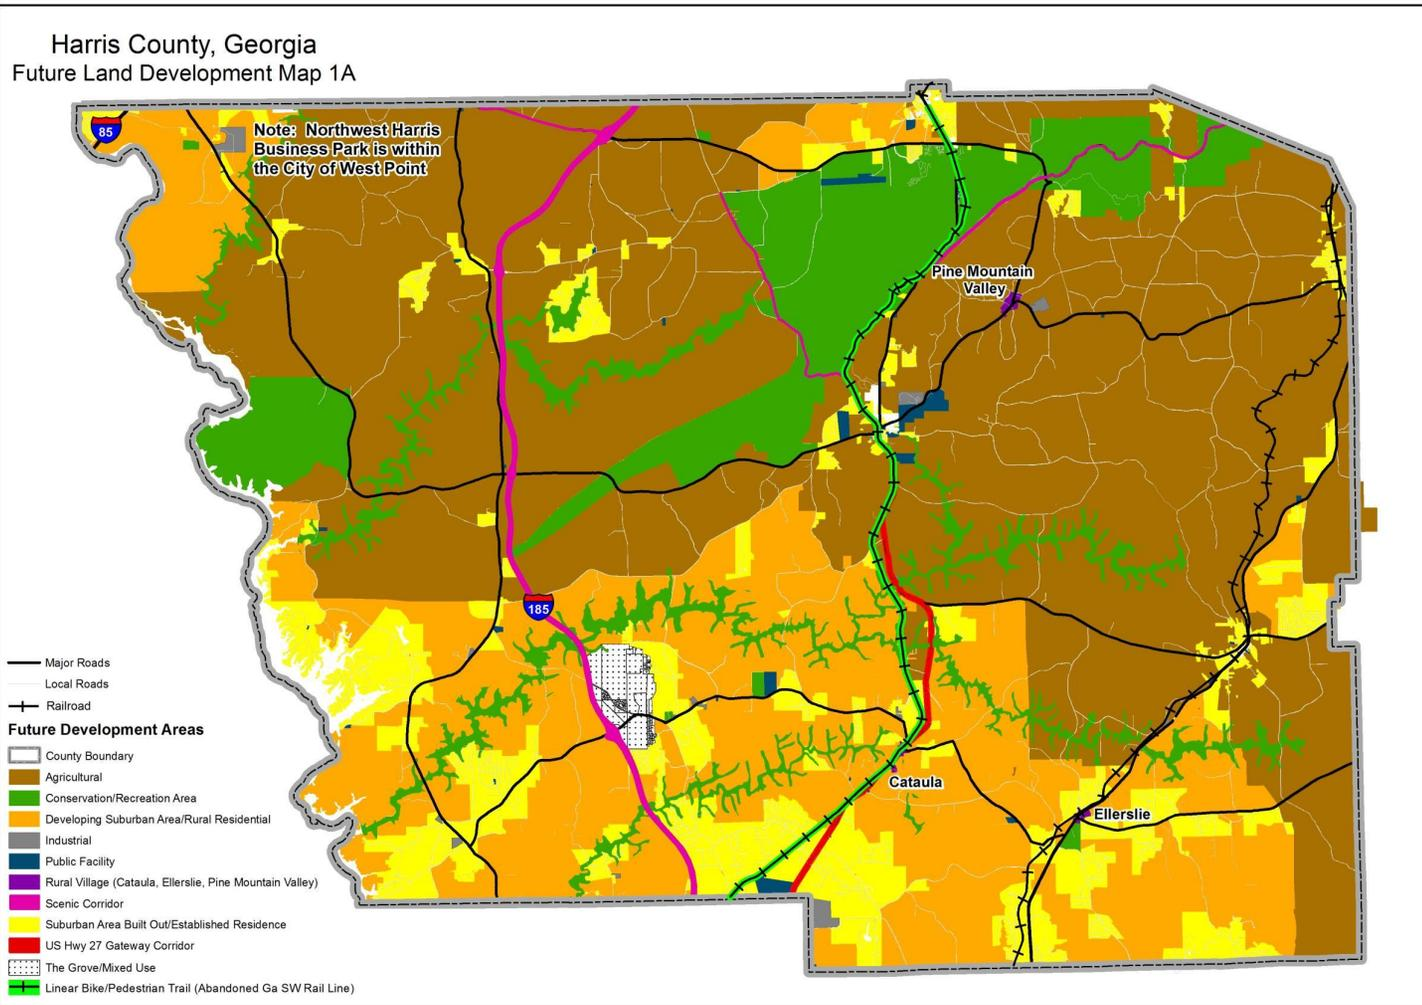 Harris County, Georgia
Future Land Development Map 1A
85
Note: Northwest Harris
Business Park is within
the City of West Point
Pine Mountain
Valley
185
Cataula
Ellerslie
Major Roads
Local Roads
Railroad
Future Development Areas
County Boundary
Agricultural
Conservation/Recreation Area
Developing Suburban Area/Rural Residential
Industrial
Public Facility
Rural Village (Cataula, Ellerslie, Pine Mountain Valley)
Scenic Corridor
Suburban Area Built Out/Established Residence
US Hwy 27 Gateway Corridor
The Grove/Mixed Use
Linear Bike/Pedestrian Trail (Abandoned Ga SW Rail Line)